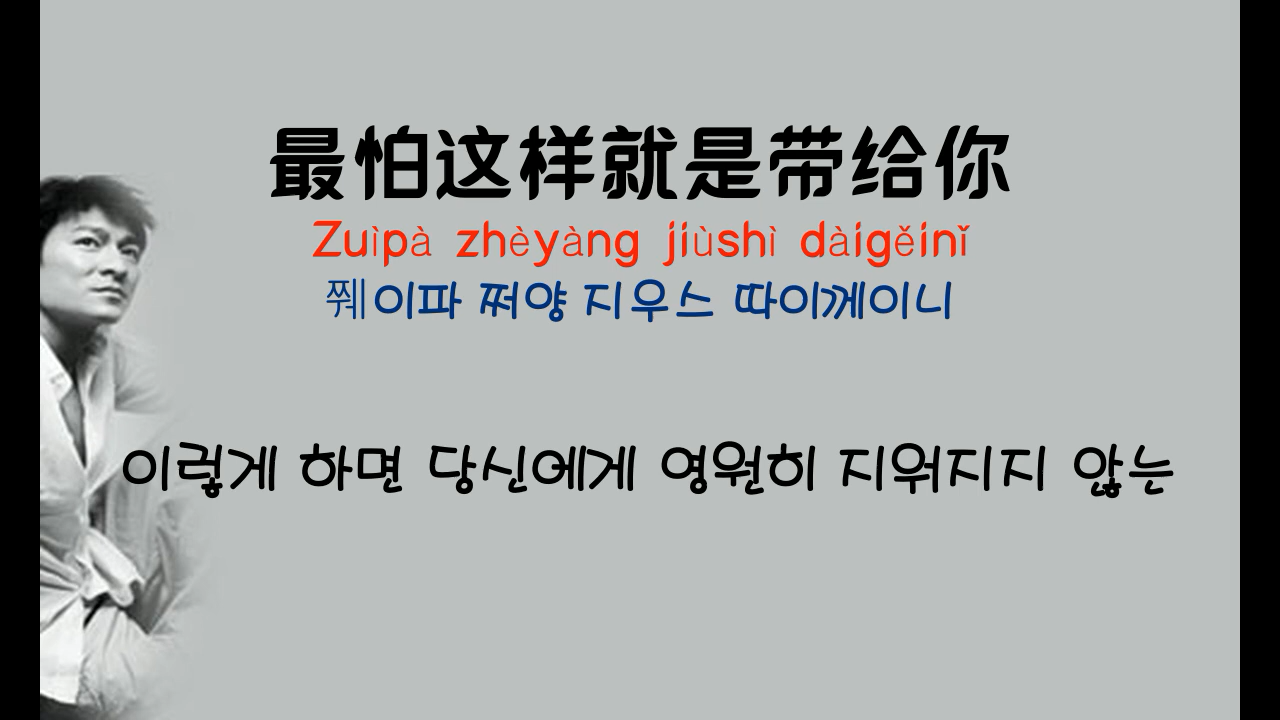 最怕这样就是带给你
Zuìpà zhèyàng jiùshì dàigěinǐ
쮀이파 쩌양 지우스 따이께이니
이렇게 하면 당신에게 영원히 지워지지 않는